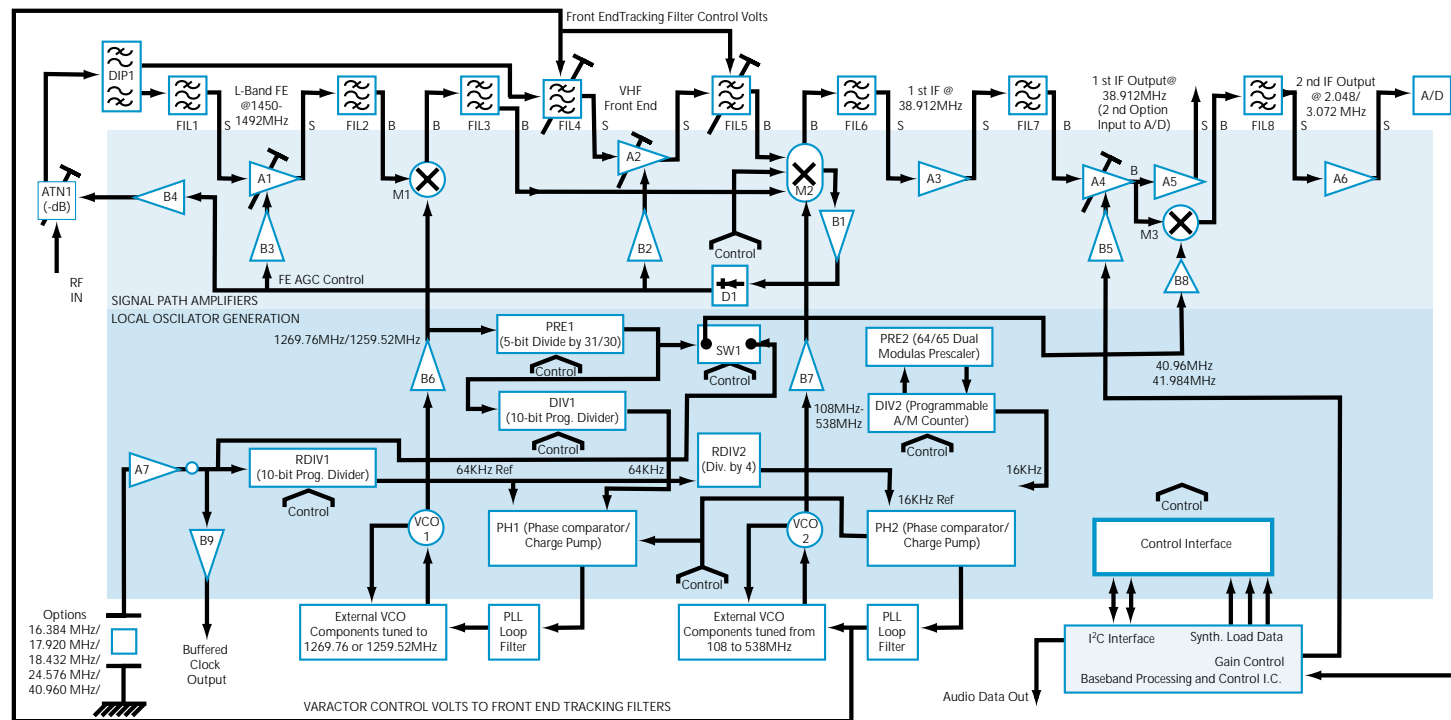 Front EndTracking Filter Control Volts
DIP1
FIL1
S
L-Band FE
@1450-
1492MHz
S
FIL2
B
B
FIL3
B
FIL4
S
VHF
Front End
S
FIL5
B
B
FIL6
S
1 st IF @
38.912MHz
S
FIL7
B
1 st IF Output@
38.912MHz
(2nd Option
Input to A/D)
S
B
FIL8
S
2 nd IF Output
@ 2.048/
3.072 MHz
S
A/D
ATN1
(-dB)
B4
A1
M1
A2
M2
A3
A4
B
A5
M3
A6
B3
B2
Control
B1
B5
B8
RF
IN
FE AGC Control
D1
SIGNAL PATH AMPLIFIERS
LOCAL OSCILATOR GENERATION
1269.76MHz/1259.52MHz
PRE1
(5-bit Divide by 31/30)
Control
SW1
Control
PRE2 (64/65 Dual
Modulas Prescaler)
40.96MHz
41.984MHz
B6
B7
DIV1
(10-bit Prog. Divider)
Control
108MHz-
538MHz
DIV2 (Programmable
A/M Counter)
Control
A7
RDIV1
(10-bit Prog. Divider)
Control
64KHz Ref
64KHz
RDIV2
(Div. by 4)
16KHz
16KHz Ref
Control
B9
VCO
1
PH1 (Phase comparator/
Charge Pump)
Control
VCO
2
PH2 (Phase comparator/
Charge Pump)
Control Interface
Options
16.384 MHz/
17.920 MHz/
18.432 MHz/
24.576 MHz/
40.960 MHz/
Buffered
Clock
Output
External VCO
Components tuned to
1269.76 or 1259.52MHz
PLL
Loop
Filter
External VCO
Components tuned from
108 to 538MHz
PLL
Loop
Filter
I2C Interface
Synth. Load Data
Gain Control
Baseband Processing and Control I.C.
Audio Data Out
VARACTOR CONTROL VOLTS TO FRONT END TRACKING FILTERS